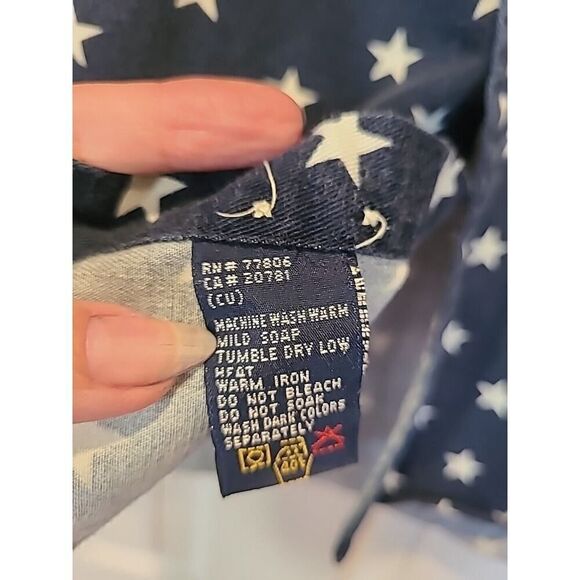 RN# 77806
CA# 20781
(CU)
MACHINE WASH WARM
MILD SOAP
TUMBLE DRY LOW
HEAT
WARM IRON
DO NOT BLEACH
DO NOT SOAK
WASH DARK COLORS
SEPARATELY
40